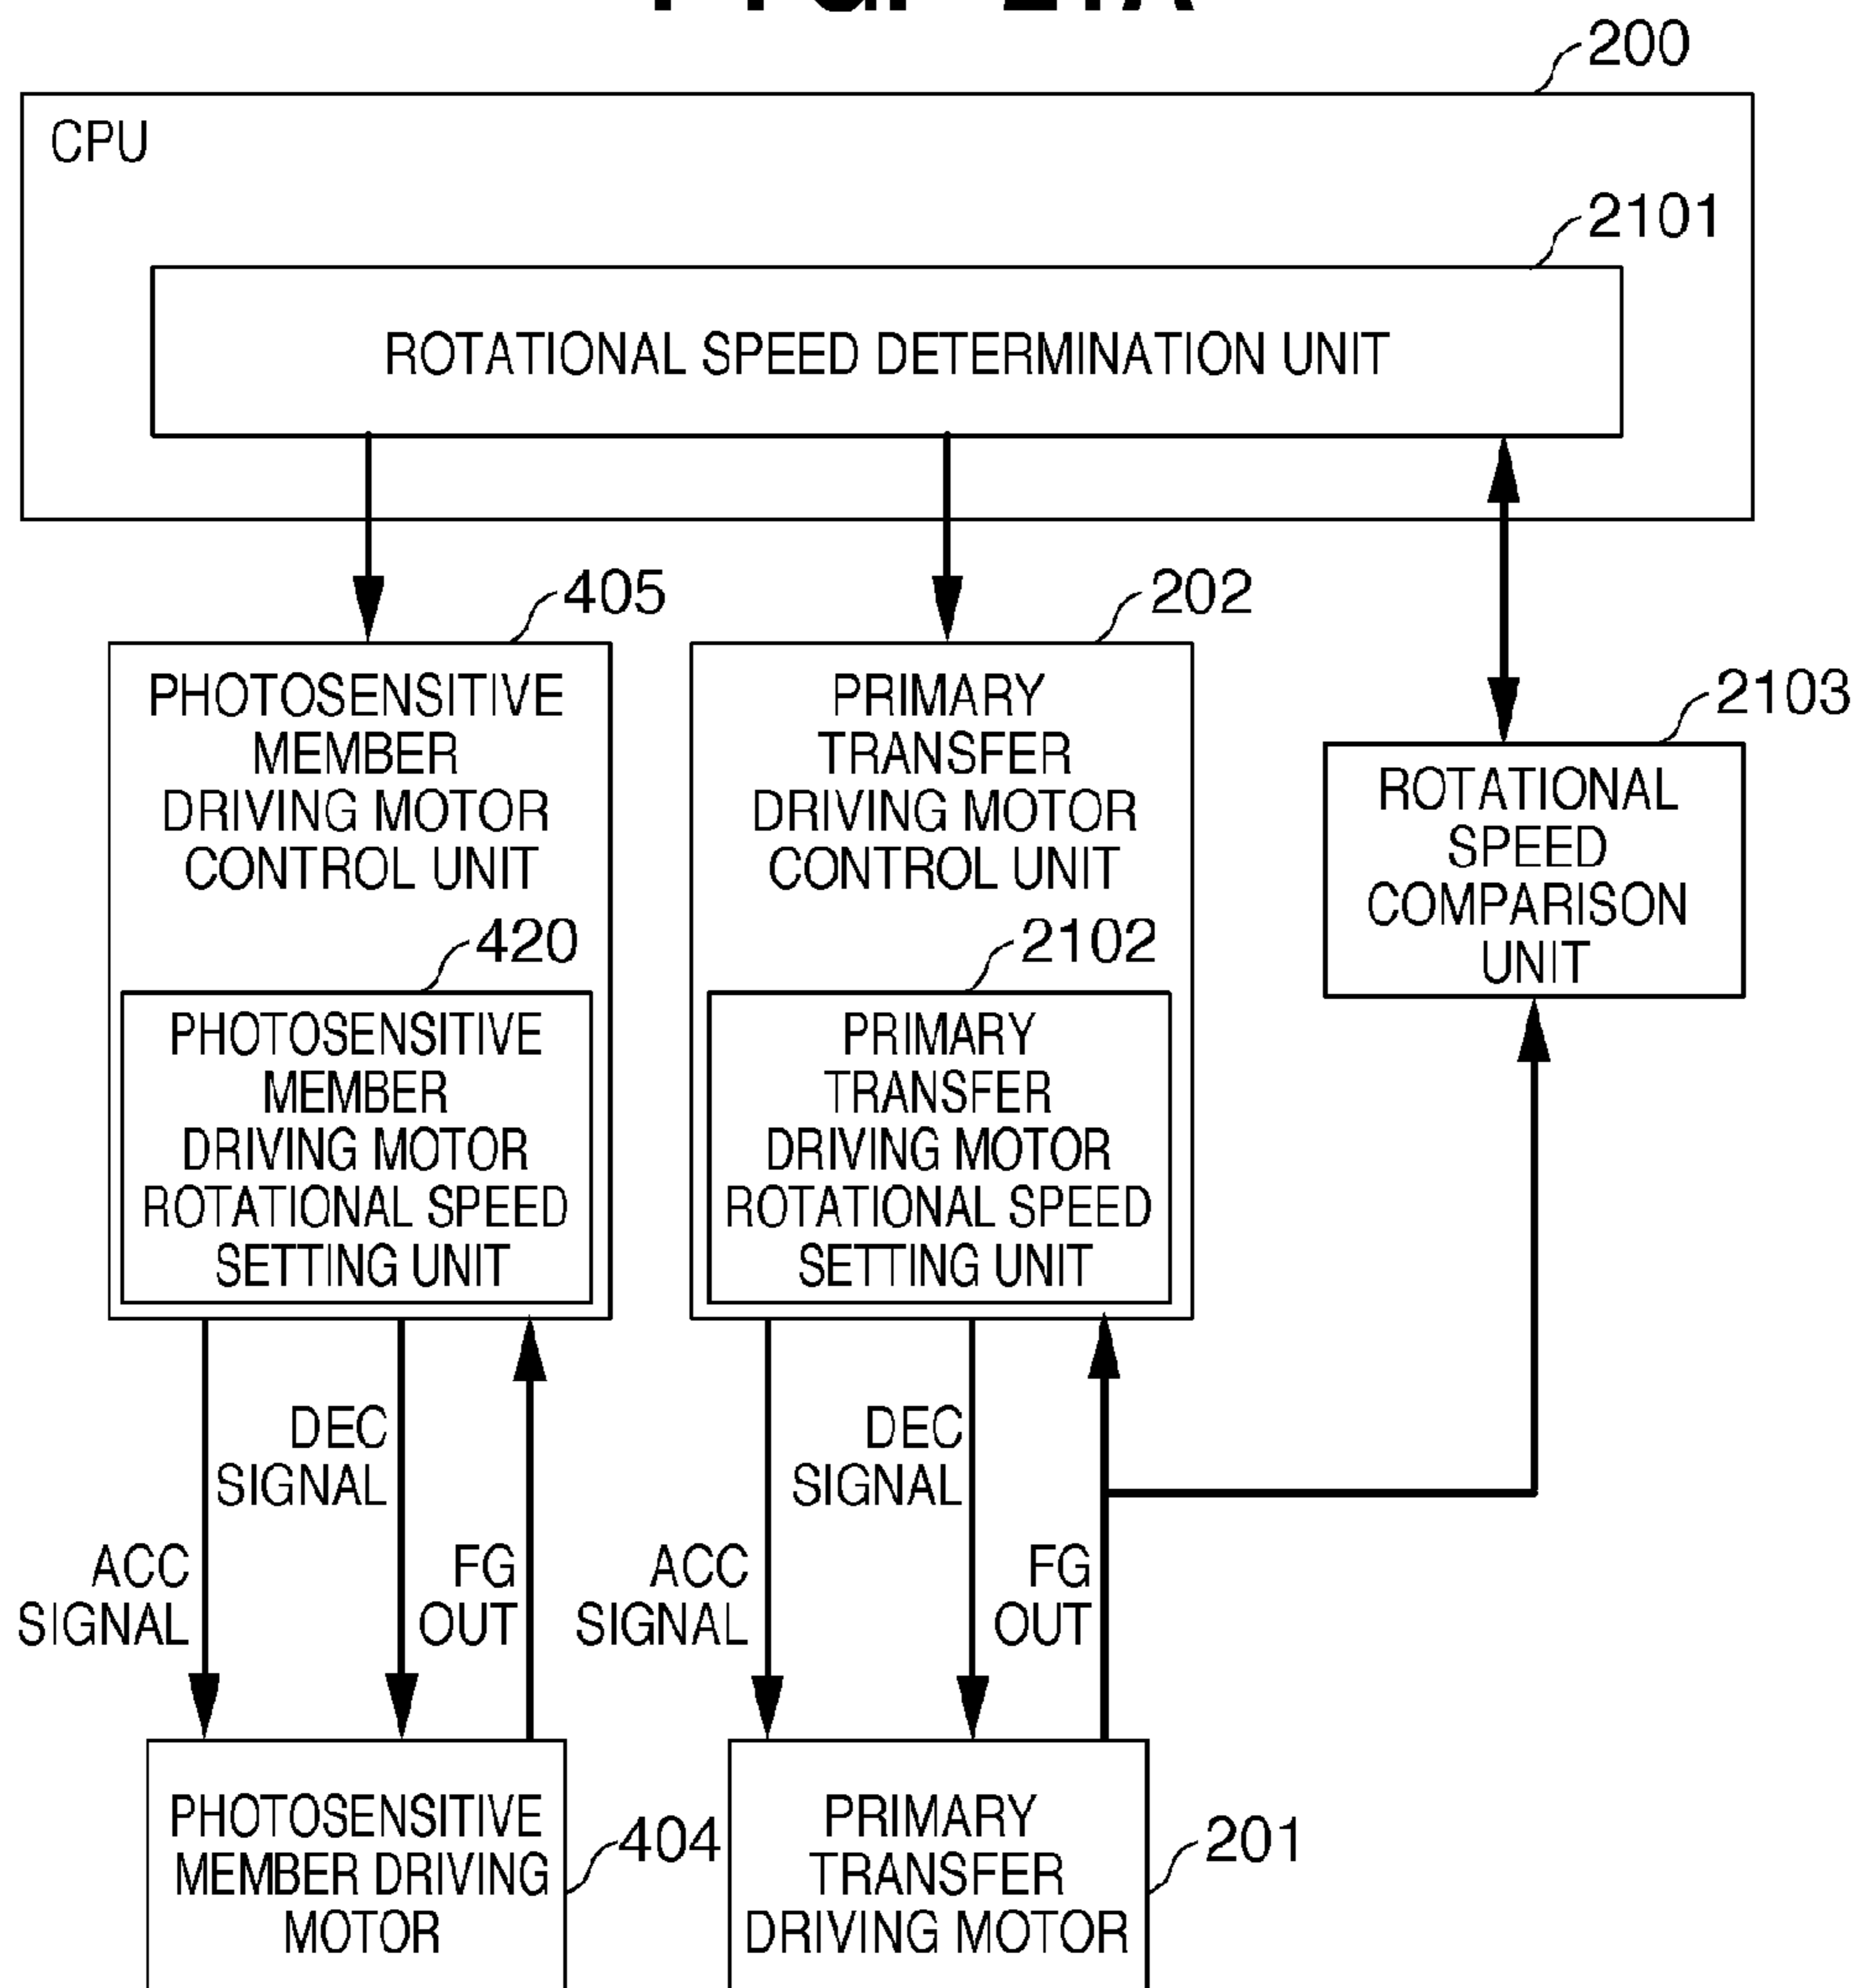 200
CPU
2101
ROTATIONAL SPEED DETERMINATION UNIT
405
202
PHOTOSENSITIVE
MEMBER
DRIVING MOTOR
CONTROL UNIT
PRIMARY
TRANSFER
DRIVING MOTOR
CONTROL UNIT
2103
ROTATIONAL
SPEED
COMPARISON
UNIT
420
2102
PHOTOSENSITIVE
MEMBER
DRIVING MOTOR
ROTATIONAL SPEED
SETTING UNIT
PRIMARY
TRANSFER
DRIVING MOTOR
ROTATIONAL SPEED
SETTING UNIT
DEC
SIGNAL
ACC
SIGNAL
FG
OUT
DEC
SIGNAL
ACC
SIGNAL
FG
OUT
PHOTOSENSITIVE
MEMBER DRIVING
MOTOR
404
PRIMARY
TRANSFER
DRIVING MOTOR
201